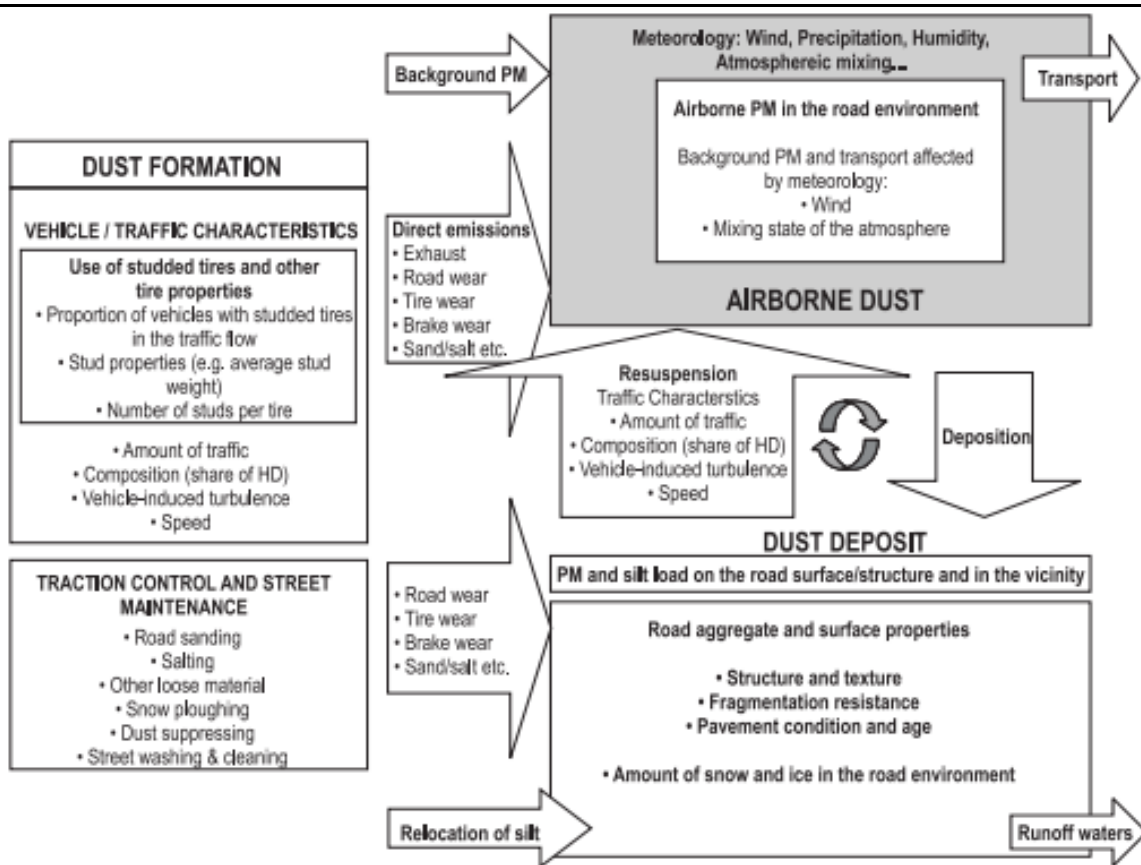 Background PM
Meteorology: Wind, Precipitation, Humidity,
Atmosphereic mixing...
Transport
Airborne PM in the road environment
Background PM and transport affected
by meteorology:
• Wind
• Mixing state of the atmosphere
AIRBORNE DUST
DUST FORMATION
VEHICLE / TRAFFIC CHARACTERISTICS
Use of studded tires and other
tire properties
• Proportion of vehicles with studded tires
in the traffic flow
• Stud properties (e.g. average stud
weight)
• Number of studs per tire
• Amount of traffic
• Composition (share of HD)
• Vehicle-induced turbulence
• Speed
Direct emissions
• Exhaust
• Road wear
• Tire wear
• Brake wear
• Sand/salt etc.
Resuspension
Traffic Characterstics
• Amount of traffic
• Composition (share of HD)
• Vehicle-induced turbulence
• Speed
Deposition
TRACTION CONTROL AND STREET
MAINTENANCE
• Road sanding
• Salting
• Other loose material
• Snow ploughing
• Dust suppressing
• Street washing & cleaning
• Road wear
• Tire wear
• Brake wear
• Sand/salt etc.
DUST DEPOSIT
PM and silt load on the road surface/structure and in the vicinity
Road aggregate and surface properties
• Structure and texture
• Fragmentation resistance
• Pavement condition and age
• Amount of snow and ice in the road environment
Relocation of silt
Runoff waters